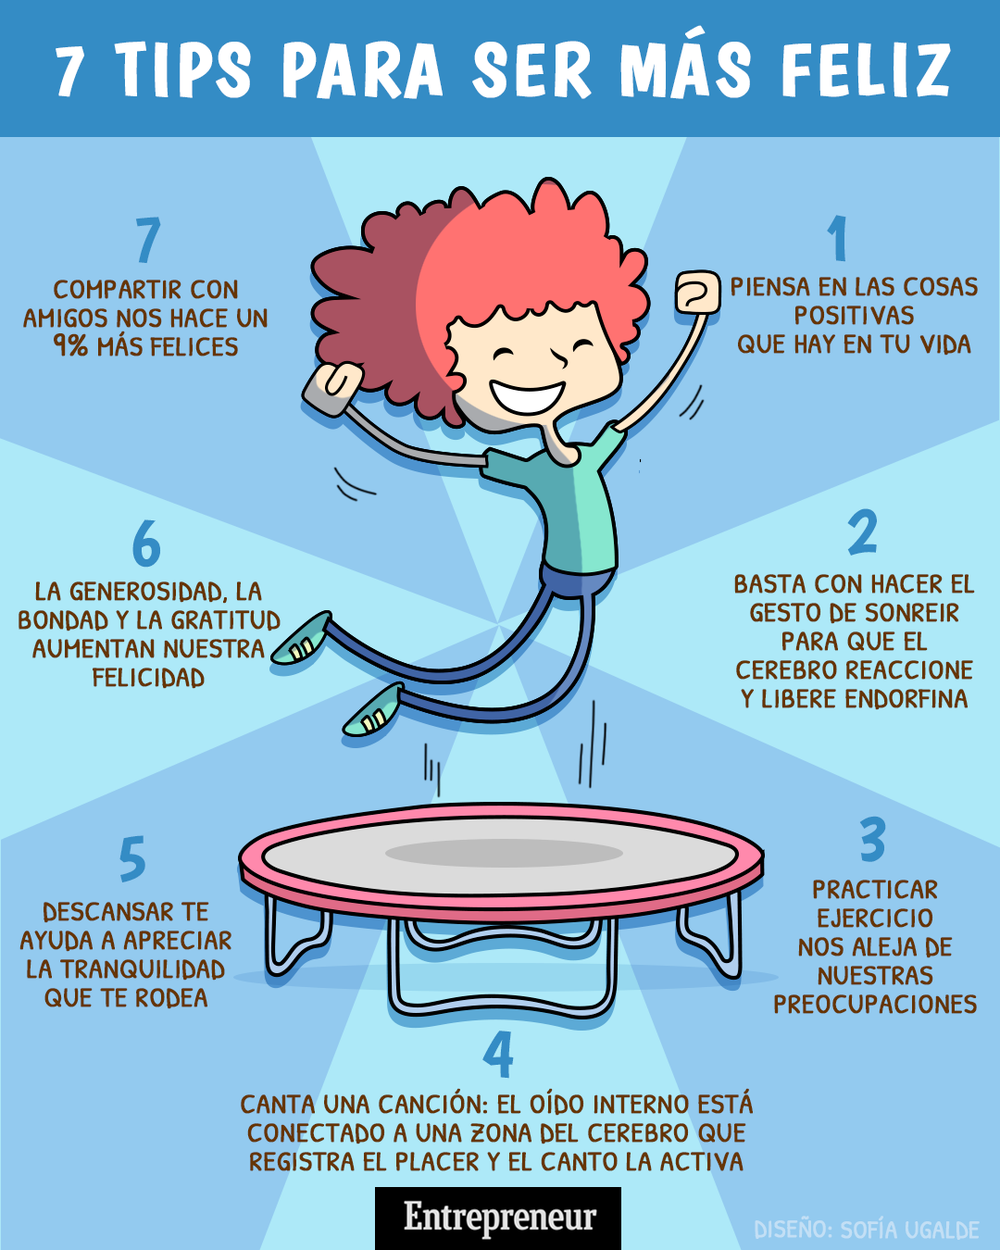 7 TIPS PARA SER MÁS FELIZ
1
PIENSA EN LAS COSAS
POSITIVAS
QUE HAY EN TU VIDA
2
BASTA CON HACER EL
GESTO DE SONREIR
PARA QUE EL
CEREBRO REACCIONE
Y LIBERE ENDORFINA
3
PRACTICAR
EJERCICIO
NOS ALEJA DE
NUESTRAS
PREOCUPACIONES
4
CANTA UNA CANCIÓN: EL OÍDO INTERNO ESTÁ
CONECTADO A UNA ZONA DEL CEREBRO QUE
REGISTRA EL PLACER Y EL CANTO LA ACTIVA
5
DESCANSAR TE
AYUDA A APRECIAR
LA TRANQUILIDAD
QUE TE RODEA
6
LA GENEROSIDAD, LA
BONDAD Y LA GRATITUD
AUMENTAN NUESTRA
FELICIDAD
7
COMPARTIR CON
AMIGOS NOS HACE UN
9% MÁS FELICES
Entrepreneur
DISEÑO: SOFÍA UGALDE